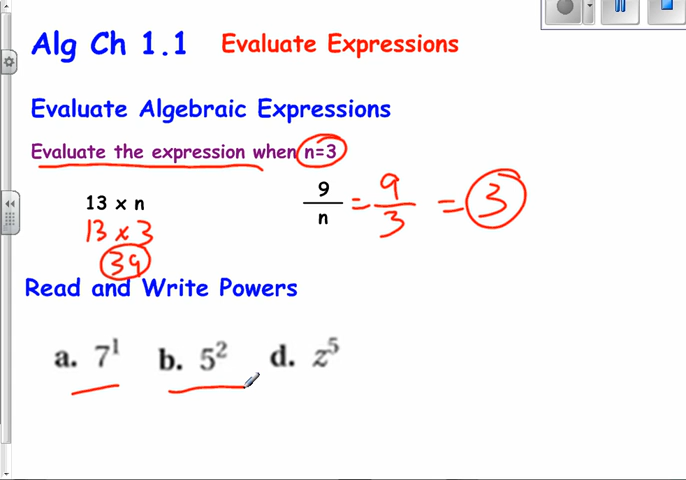 Alg Ch 1.1 Evaluate Expressions
Evaluate Algebraic Expressions
Evaluate the expression when n=3
13 x n
13 x 3
39
9/n = 9/3 = 3
Read and Write Powers
a. 7¹ b. 5² d. z⁵